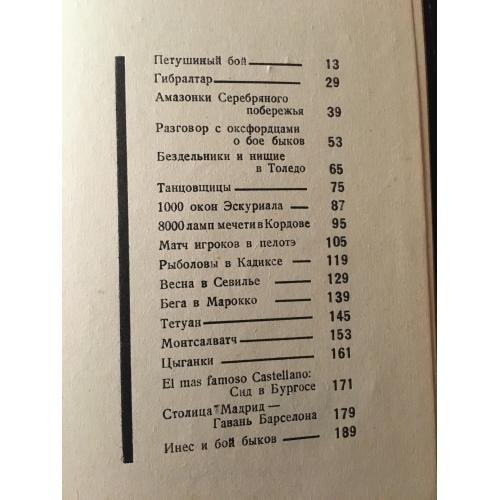 Петушиный бой — 13
Гибралтар — 29
Амазонки Серебряного
побережья 39
Разговор с оксфордцами
о бое быков 53
Бездельники и нищие
в Толедо 65
Танцовщицы — 75
1000 окон Эскуриала — 87
8000 ламп мечети в Кордове 95
Матч игроков в пелотэ 105
Рыболовы в Кадиксе — 119
Весна в Севилье — 129
Бега в Марокко — 139
Тетуан — 145
Монтсалватч — 153
Цыганки — 161
El mas famoso Castellano:
Сид в Бургосе 171
Столица Мадрид —
Гавань Барселона 179
Инес и бой быков — 189